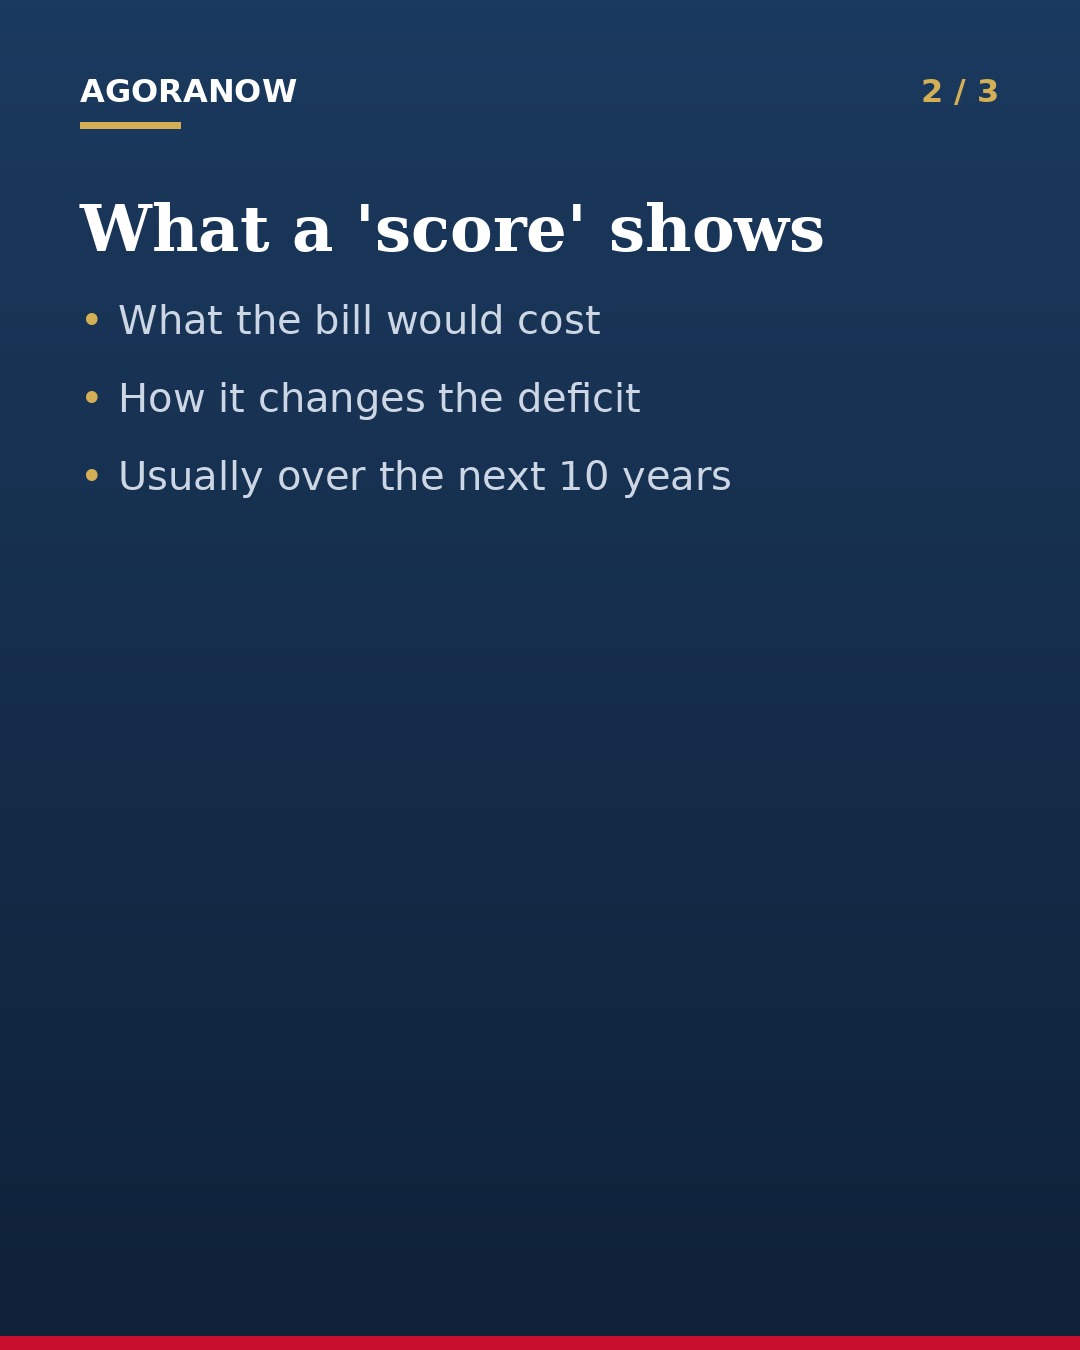 AGORANOW
2 / 3
What a 'score' shows
• What the bill would cost
• How it changes the deficit
• Usually over the next 10 years